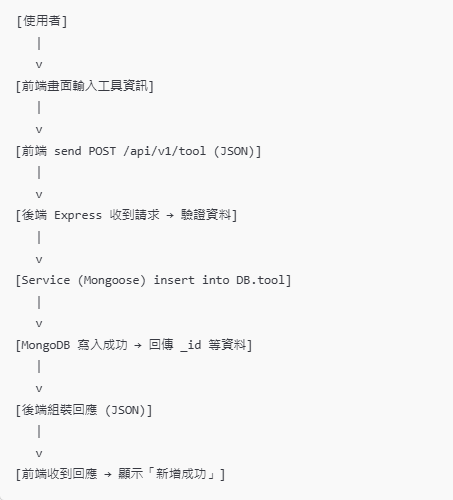 [使用者]
|
v
[前端畫面輸入工具資訊]
|
v
[前端 send POST /api/v1/tool (JSON)]
|
v
[後端 Express 收到請求 → 驗證資料]
|
v
[Service (Mongoose) insert into DB.tool]
|
v
[MongoDB 寫入成功 → 回傳 _id 等資料]
|
v
[後端組裝回應 (JSON)]
|
v
[前端收到回應 → 顯示「新增成功」]